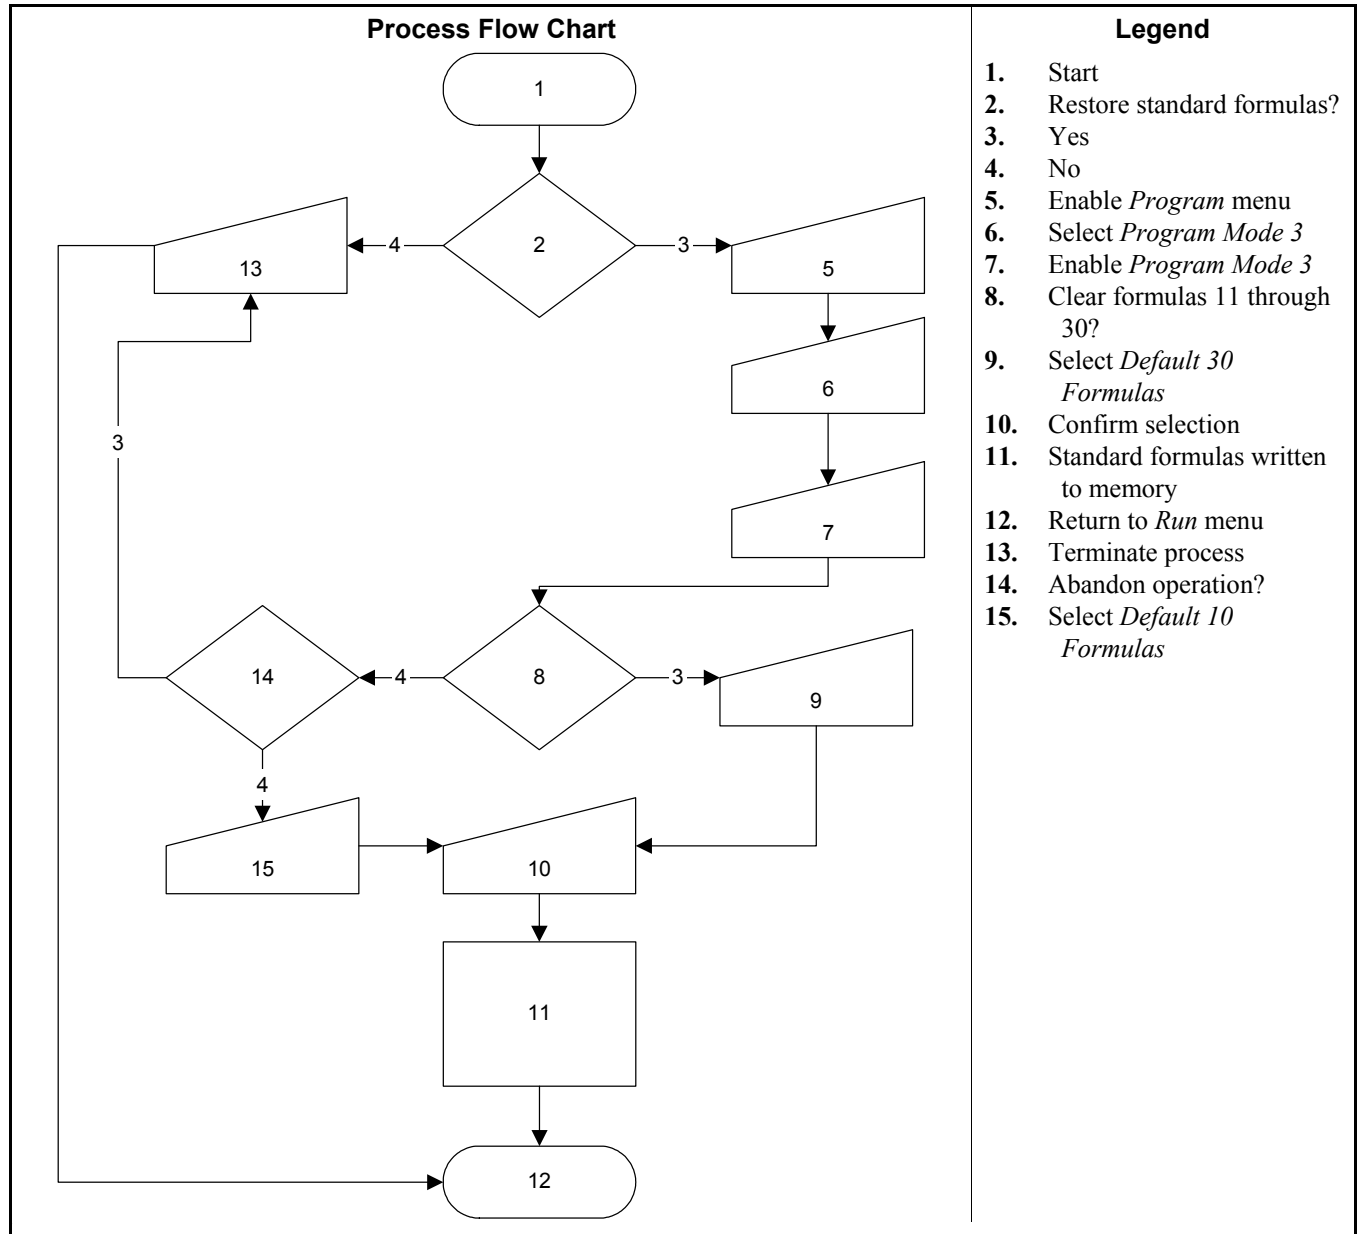 Process Flow Chart
1
2
4
3
13
5
6
3
7
14
4
8
3
9
4
15
10
11
12
Legend
1. Start
2. Restore standard formulas?
3. Yes
4. No
5. Enable Program menu
6. Select Program Mode 3
7. Enable Program Mode 3
8. Clear formulas 11 through
30?
9. Select Default 30
Formulas
10. Confirm selection
11. Standard formulas written
to memory
12. Return to Run menu
13. Terminate process
14. Abandon operation?
15. Select Default 10
Formulas